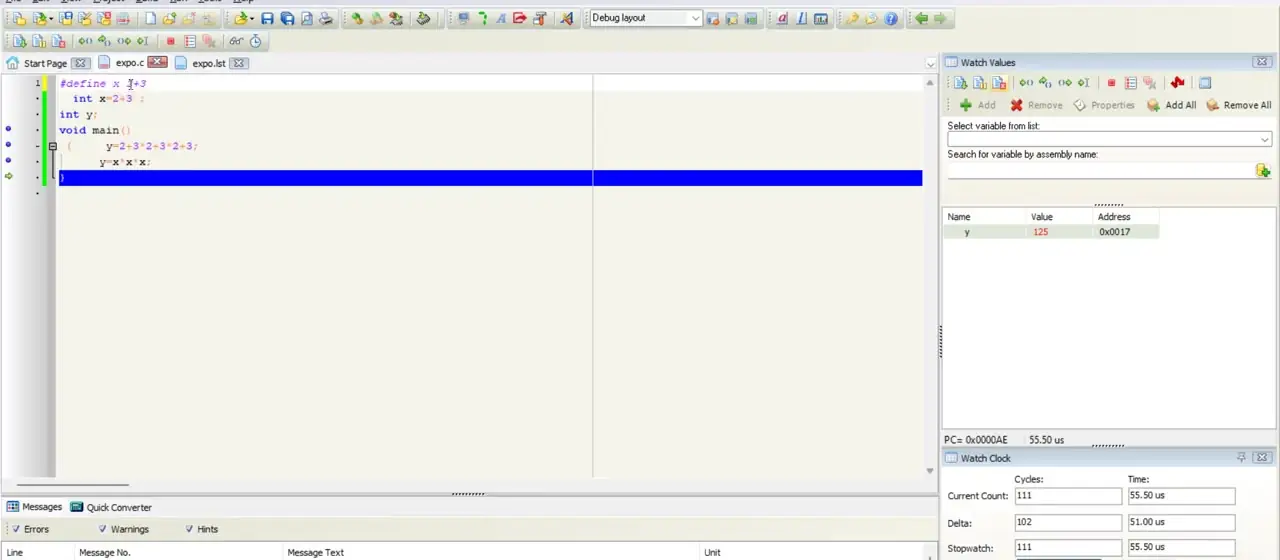 Debug layout
Start Page
expo.c
expo.lst
Watch Values
1 #define x 2+3
int x=2+3 ;
int y;
void main()
{ y=2+3*2+3*2+3;
y=x*x*x;
}
Add Remove Properties Add All Remove All
Select variable from list:
Search for variable by assembly name:
Name Value Address
y 125 0x0017
PC= 0x0000AE 55.50 us
Watch Clock
Cycles: Time:
Current Count: 111 55.50 us
Delta: 102 51.00 us
Stopwatch: 111 55.50 us
Messages Quick Converter
Errors Warnings Hints
Line Message No. Message Text Unit